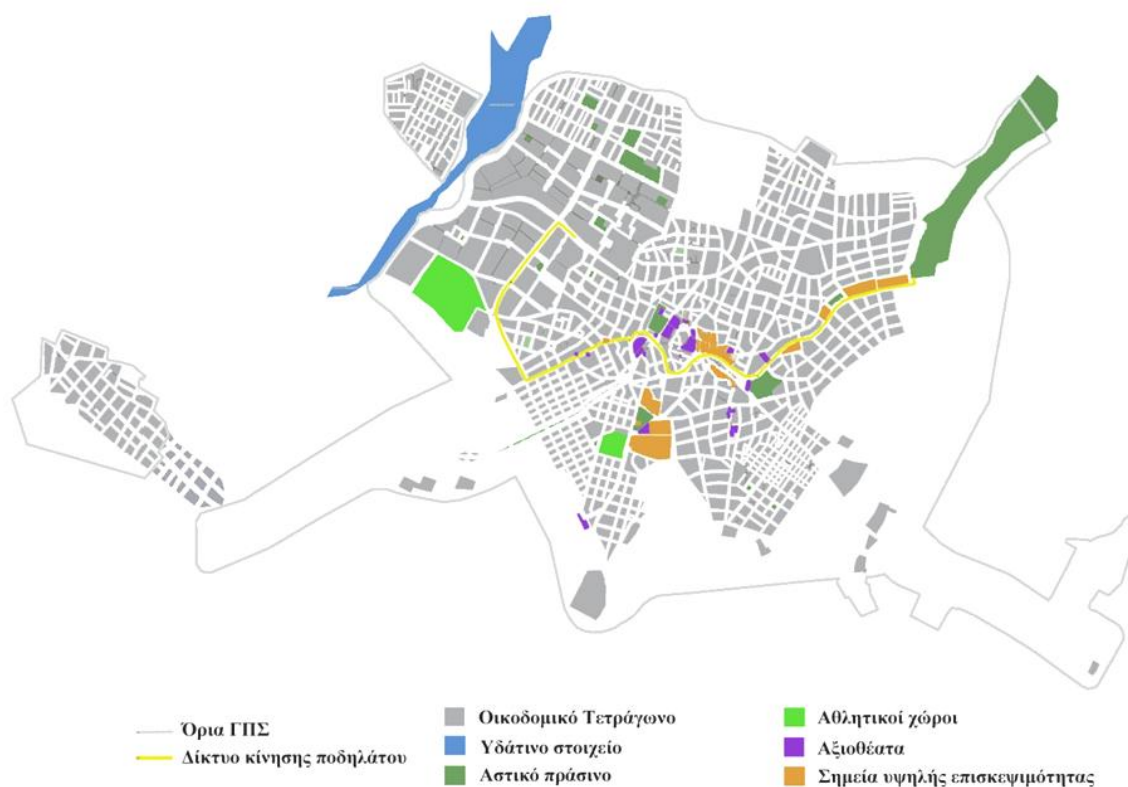 Όρια ΓΠΣ
Δίκτυο κίνησης ποδηλάτου
Οικοδομικό Τετράγωνο
Υδάτινο στοιχείο
Αστικό πράσινο
Αθλητικοί χώροι
Αξιοθέατα
Σημεία υψηλής επισκεψιμότητας